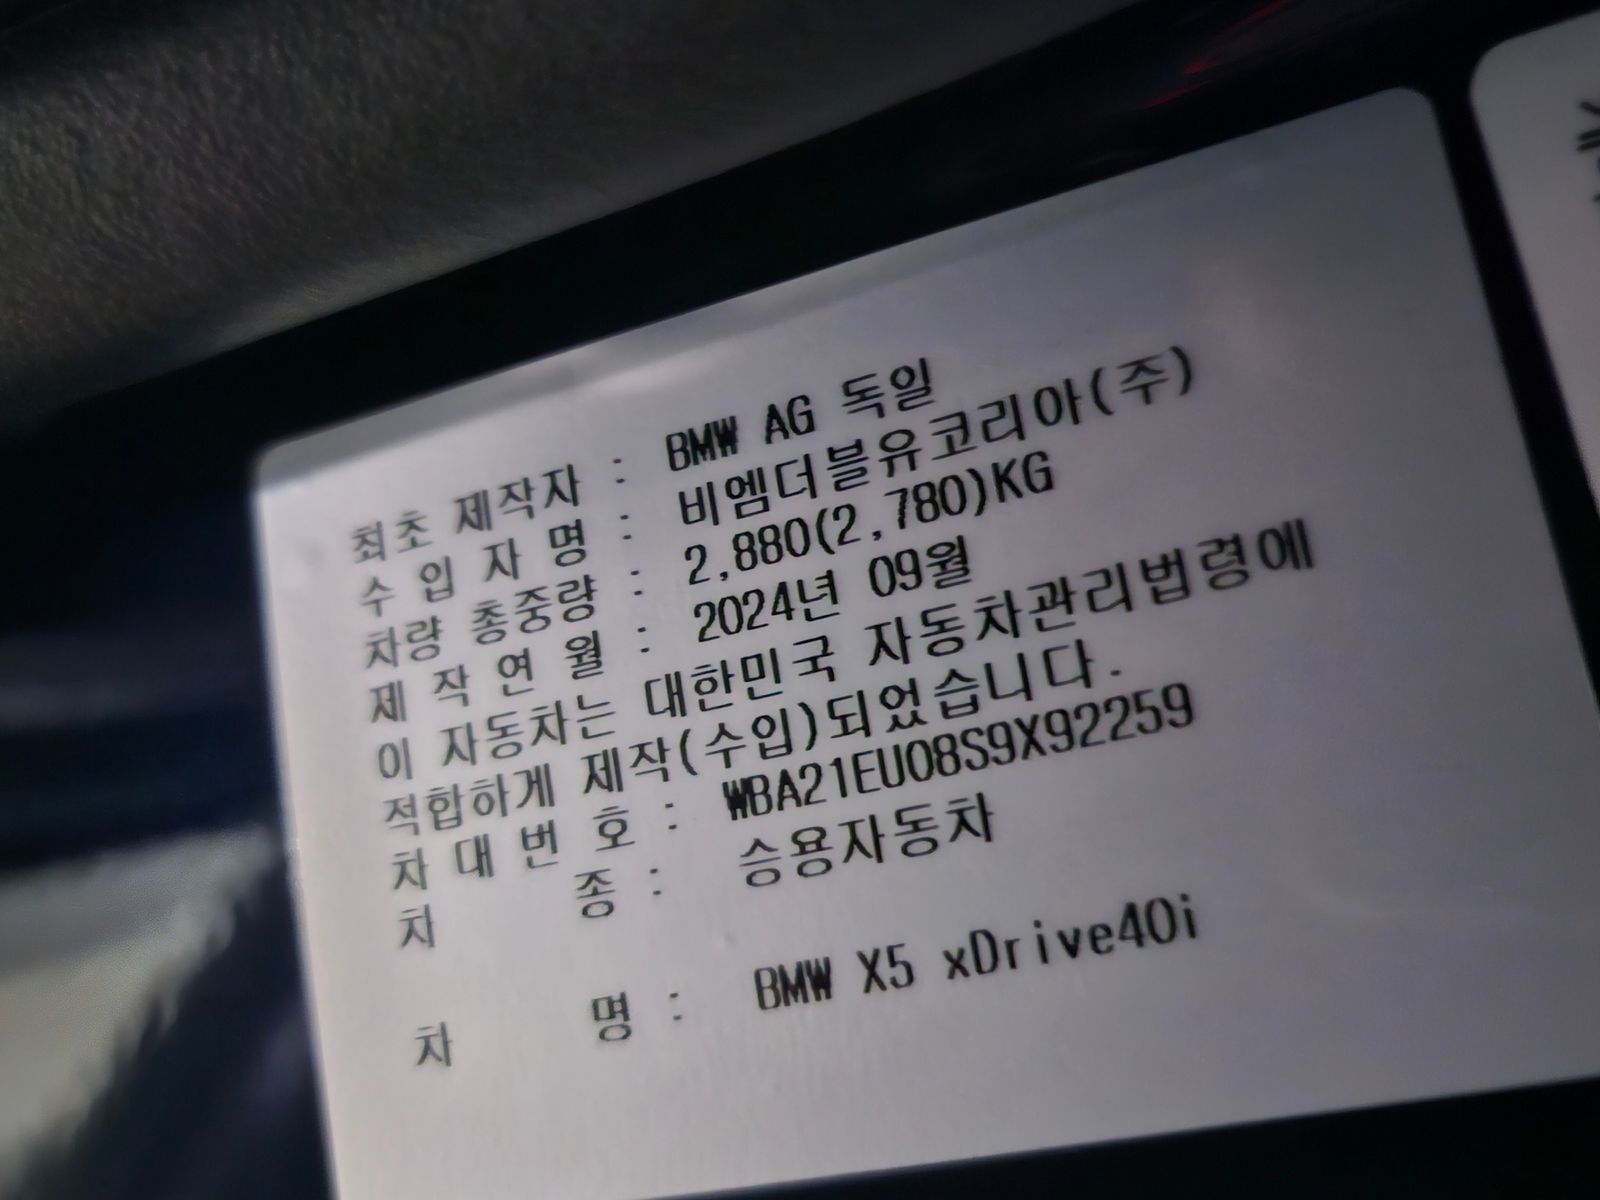 최초 제작자 : BMW AG 독일
수 입 자 명 : 비엠더블유코리아(주)
차량 총중량 : 2,880(2,780)KG
제 작 연 월 : 2024년 09월
이 자동차는 대한민국 자동차관리법령에
적합하게 제작(수입)되었습니다.
차 대 번 호 : WBA21EU08S9X92259
차 종 : 승용자동차
차 명 : BMW X5 xDrive40i